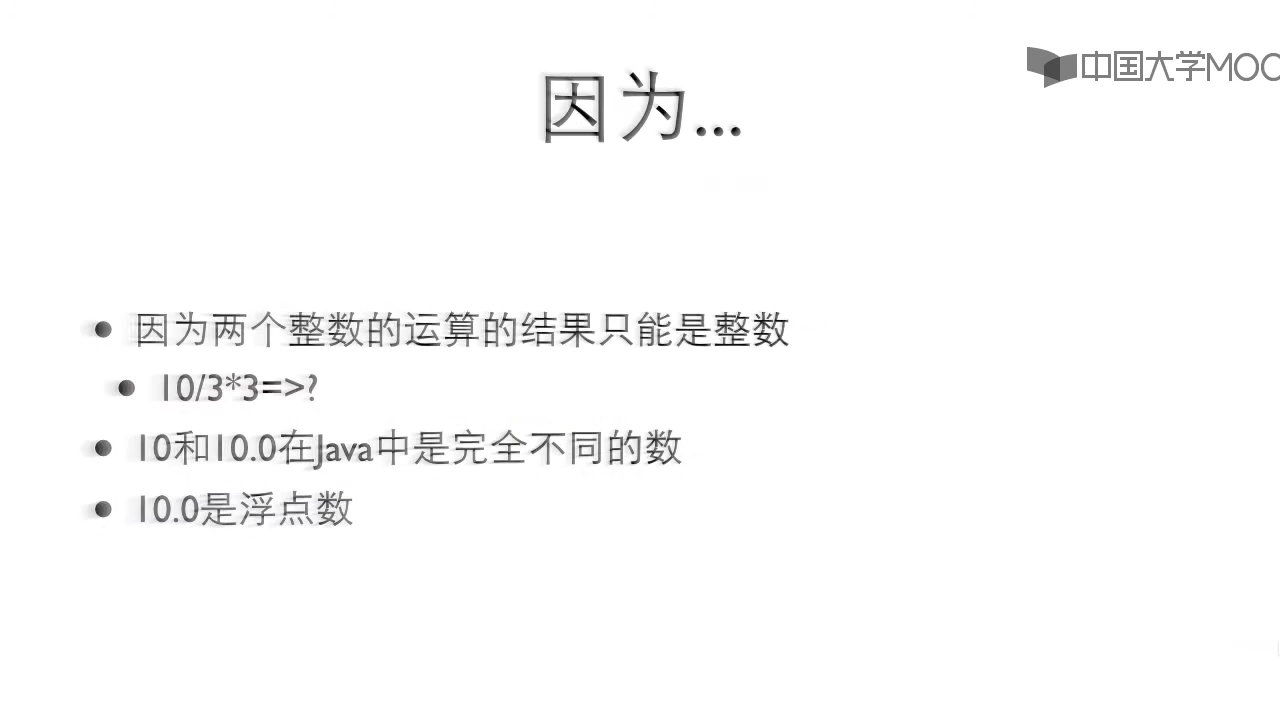 中国大学MOO
因为...
因为两个整数的运算的结果只能是整数
10/3*3=>?
10和10.0在Java中是完全不同的数
10.0是浮点数